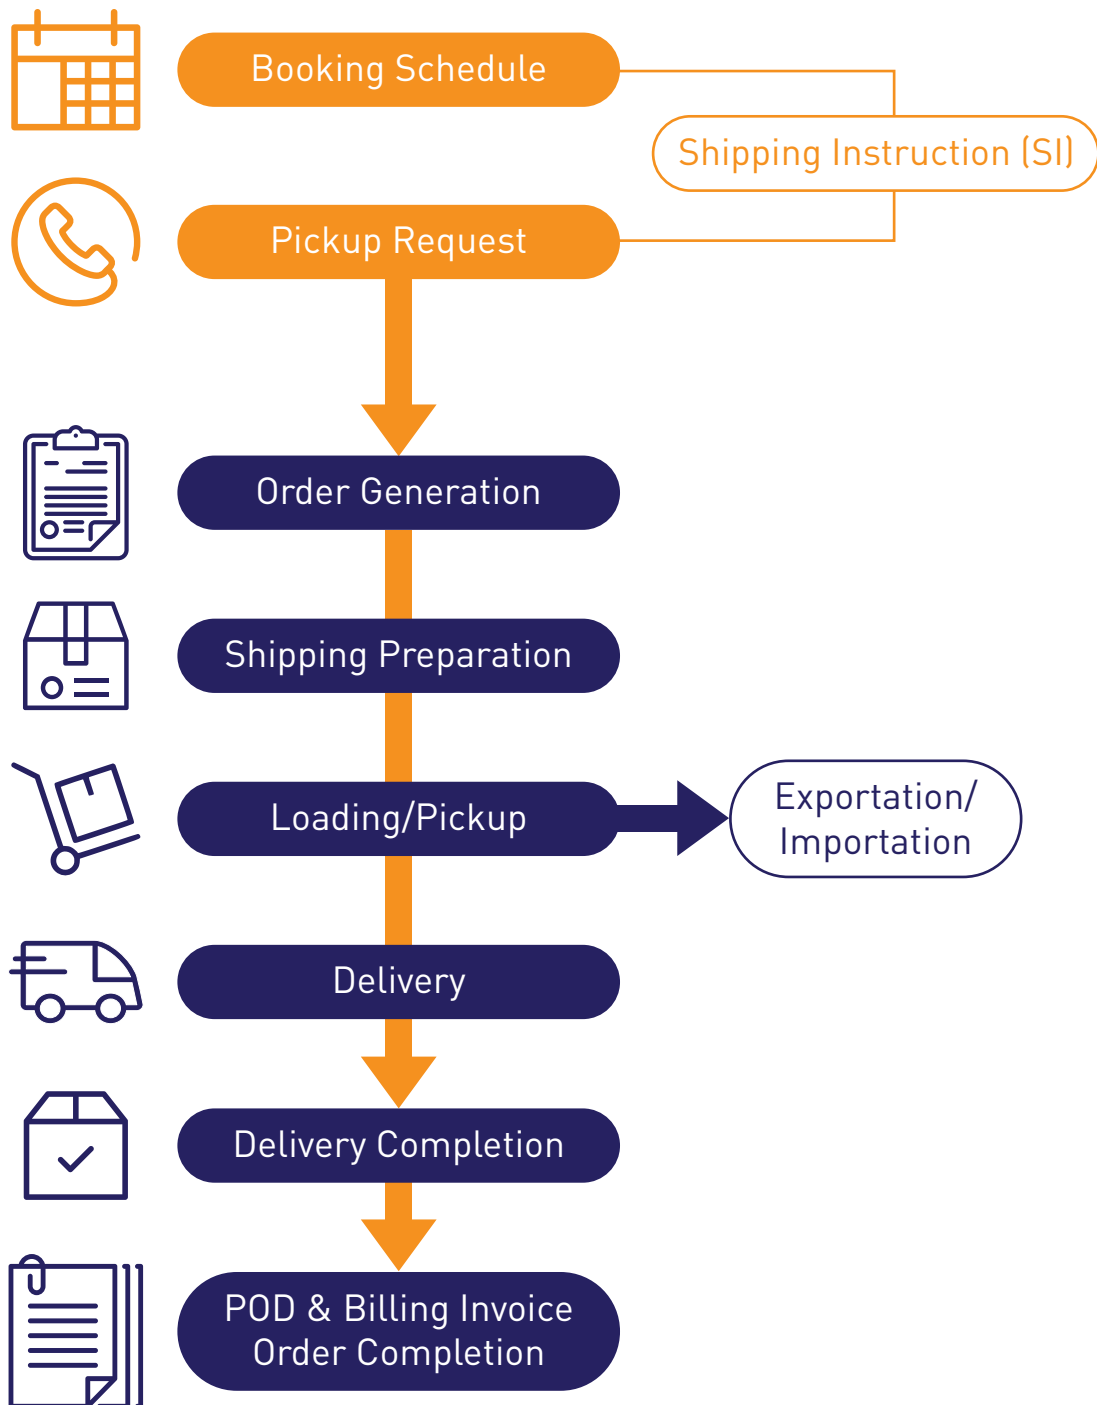 Booking Schedule
Shipping Instruction (SI)
Pickup Request
Order Generation
Shipping Preparation
Loading/Pickup
Exportation/
Importation
Delivery
Delivery Completion
POD & Billing Invoice
Order Completion